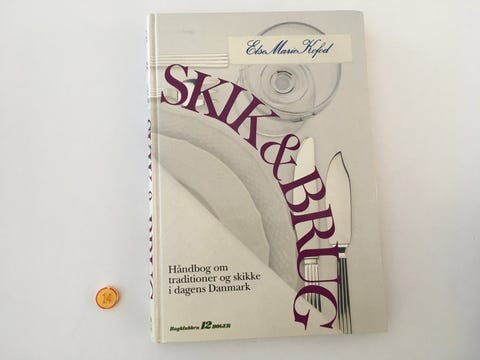 Else Marie Kofod
SKIK & BRUG
Håndbog om
traditioner og skikke
i dagens Danmark
Bogklubben 12 BØGER
14